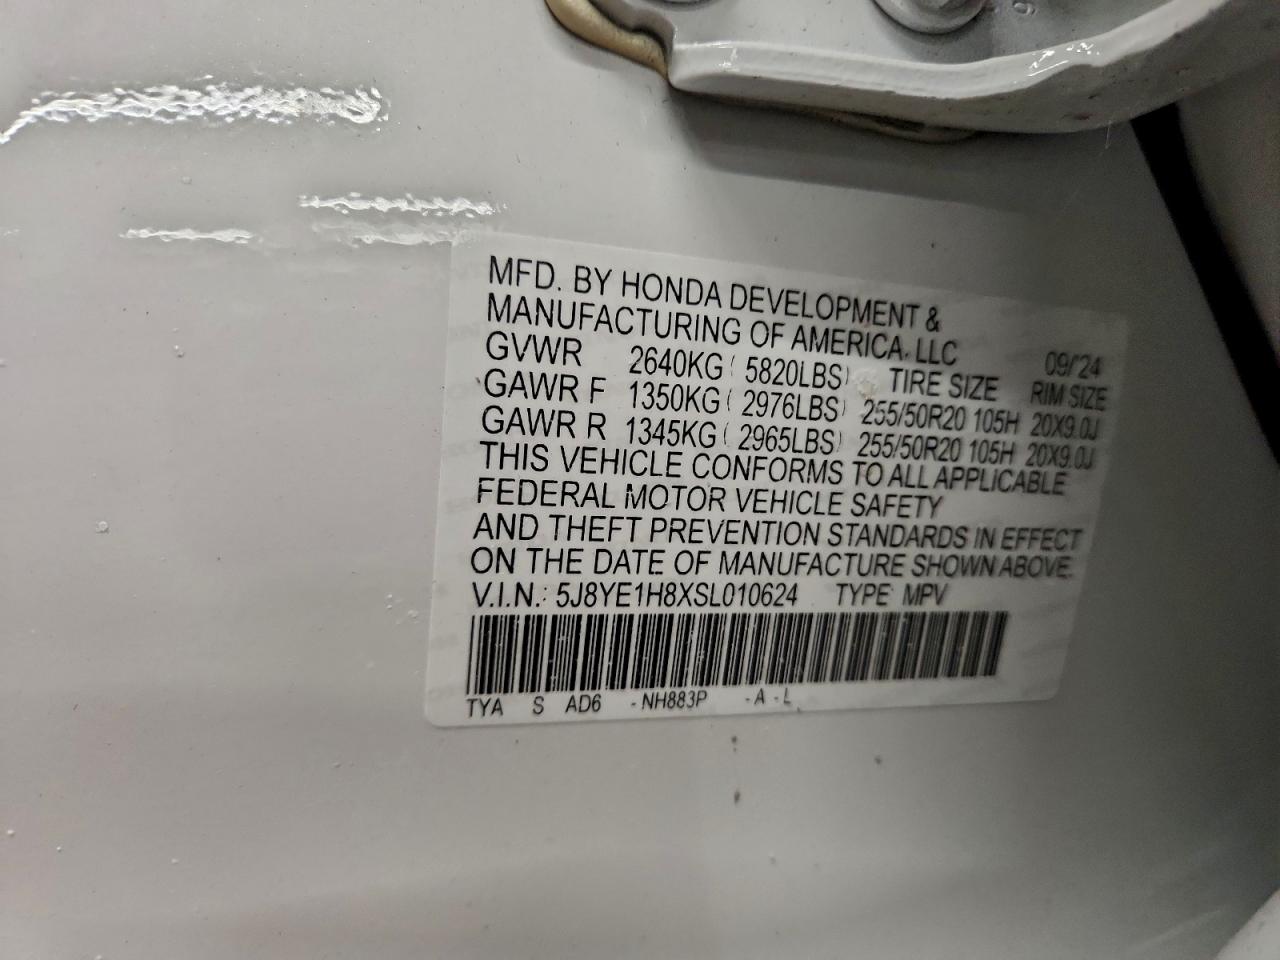 MFD. BY HONDA DEVELOPMENT &
MANUFACTURING OF AMERICA, LLC 09/24
GVWR 2640KG ( 5820LBS) TIRE SIZE RIM SIZE
GAWR F 1350KG ( 2976LBS) 255/50R20 105H 20X9.0J
GAWR R 1345KG ( 2965LBS) 255/50R20 105H 20X9.0J
THIS VEHICLE CONFORMS TO ALL APPLICABLE
FEDERAL MOTOR VEHICLE SAFETY
AND THEFT PREVENTION STANDARDS IN EFFECT
ON THE DATE OF MANUFACTURE SHOWN ABOVE.
V.I.N.: 5J8YE1H8XSL010624 TYPE: MPV
TYA S AD6 - NH883P - A - L